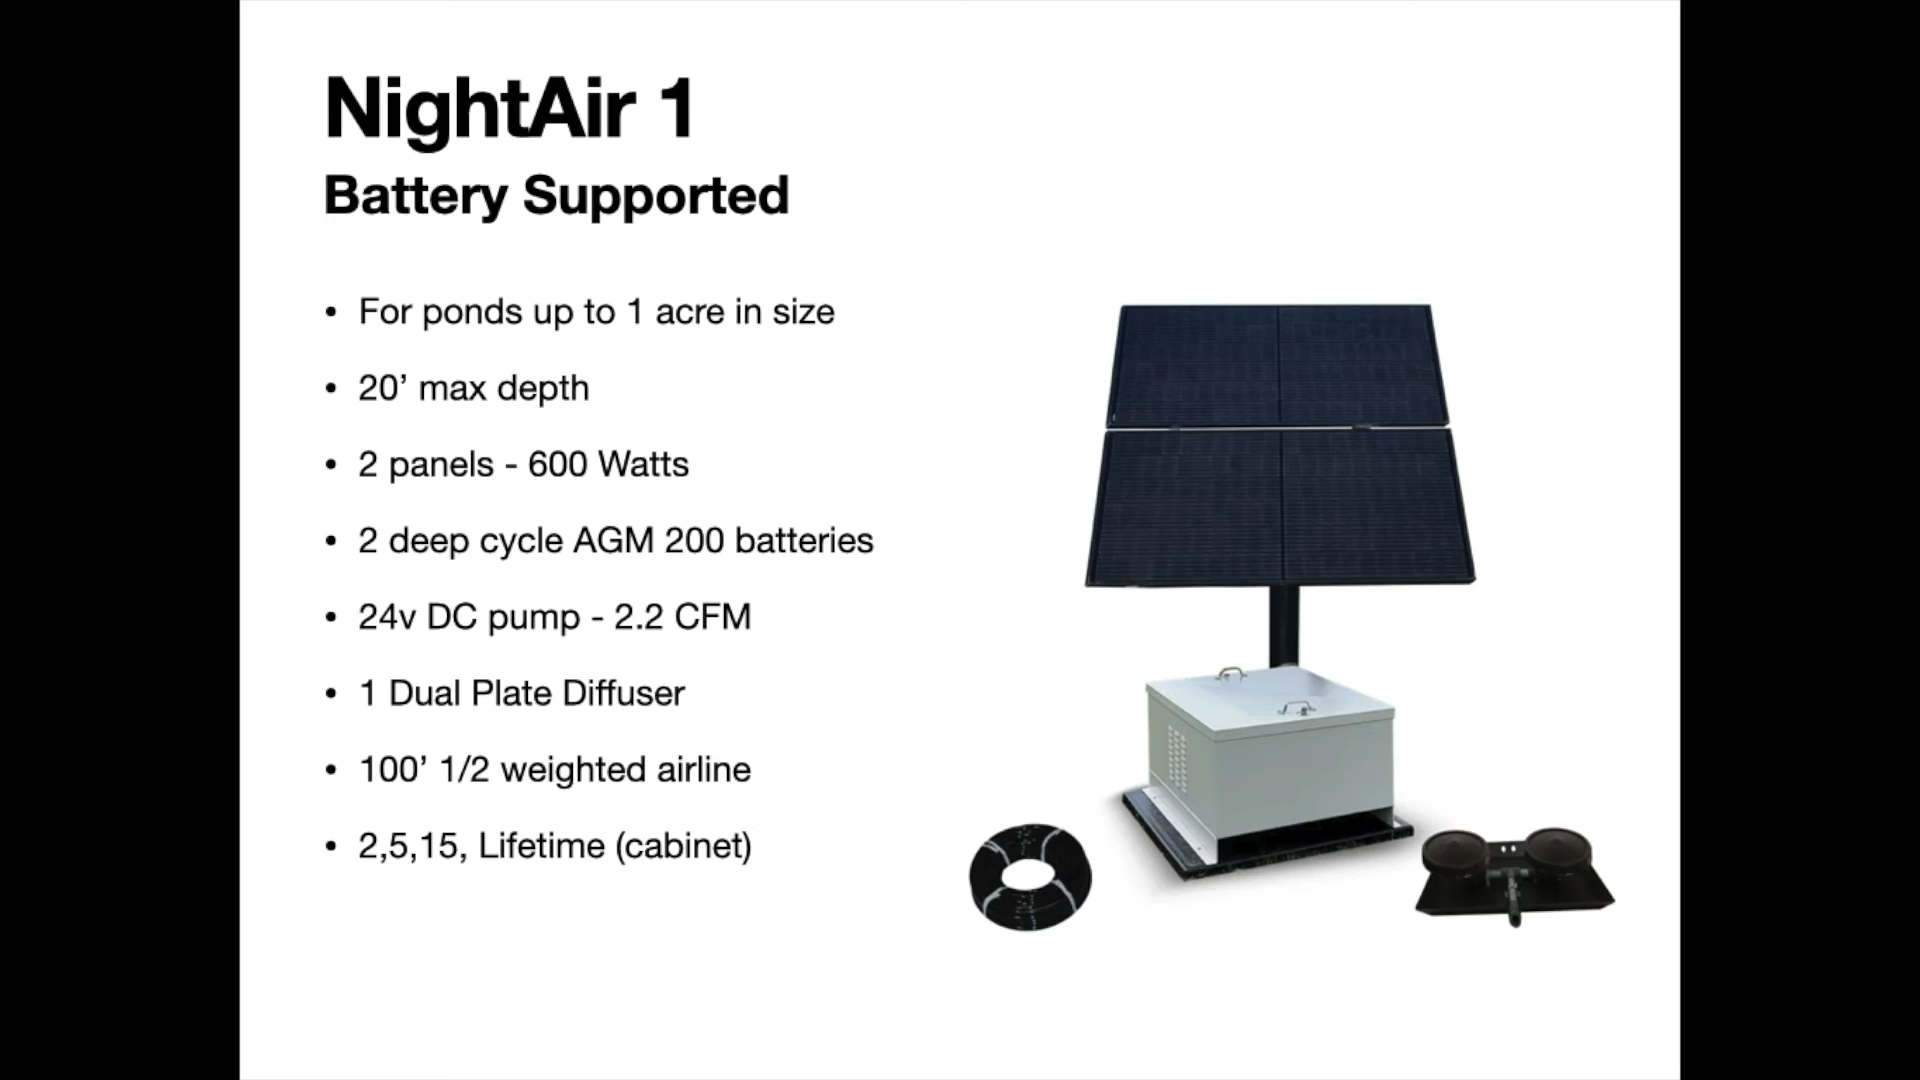 NightAir 1
Battery Supported
• For ponds up to 1 acre in size
• 20’ max depth
• 2 panels - 600 Watts
• 2 deep cycle AGM 200 batteries
• 24v DC pump - 2.2 CFM
• 1 Dual Plate Diffuser
• 100’ 1/2 weighted airline
• 2,5,15, Lifetime (cabinet)